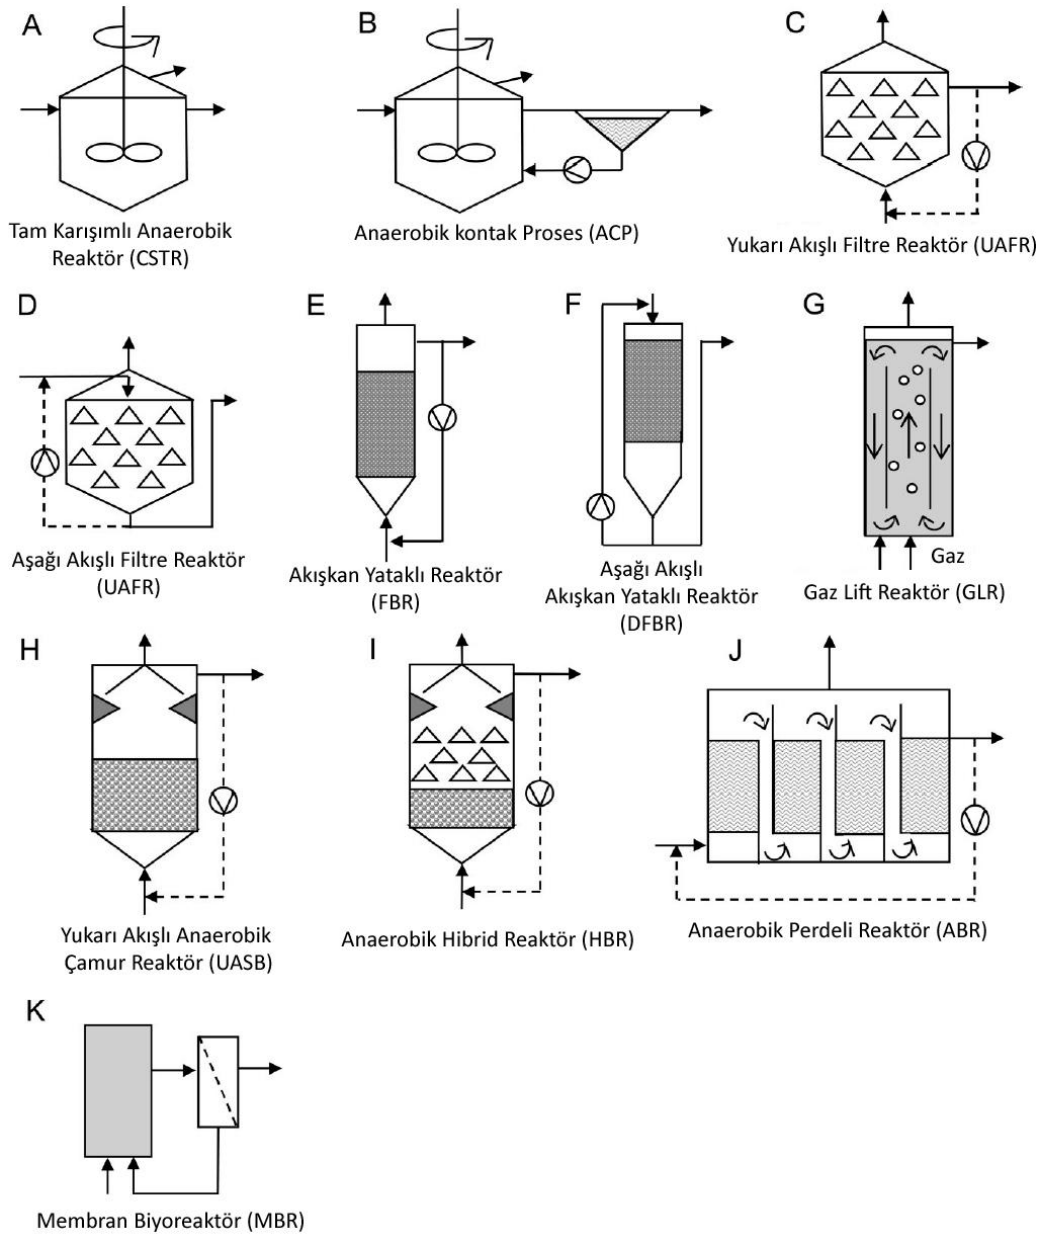 A
B
C
Tam Karışımlı Anaerobik
Reaktör (CSTR)
Anaerobik kontak Proses (ACP)
Yukarı Akışlı Filtre Reaktör (UAFR)
D
E
F
G
Aşağı Akışlı Filtre Reaktör
(UAFR)
Akışkan Yataklı Reaktör
(FBR)
Aşağı Akışlı
Akışkan Yataklı Reaktör
(DFBR)
Gaz
Gaz Lift Reaktör (GLR)
H
I
J
Yukarı Akışlı Anaerobik
Çamur Reaktör (UASB)
Anaerobik Hibrid Reaktör (HBR)
Anaerobik Perdeli Reaktör (ABR)
K
Membran Biyoreaktör (MBR)